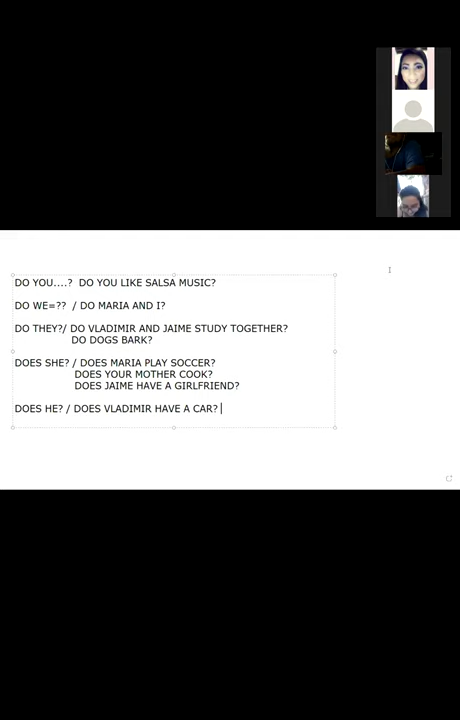 DO YOU....?  DO YOU LIKE SALSA MUSIC?
DO WE=??  / DO MARIA AND I?
DO THEY?/ DO VLADIMIR AND JAIME STUDY TOGETHER?
DO DOGS BARK?
DOES SHE? / DOES MARIA PLAY SOCCER?
DOES YOUR MOTHER COOK?
DOES JAIME HAVE A GIRLFRIEND?
DOES HE? / DOES VLADIMIR HAVE A CAR?